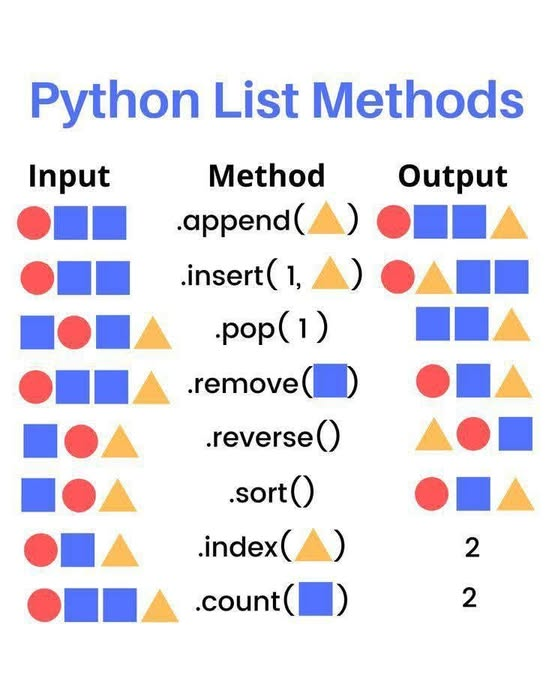 Python List Methods
Input Method Output
.append( )
.insert( 1, )
.pop( 1 )
.remove( )
.reverse()
.sort()
.index( ) 2
.count( ) 2